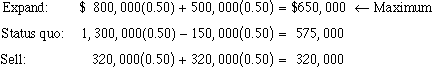 Expand: $ 800,000(0.50) + 500,000(0.50) = $650,000 ← Maximum
Status quo: 1,300,000(0.50) − 150,000(0.50) = 575,000
Sell: 320,000(0.50) + 320,000(0.50) = 320,000